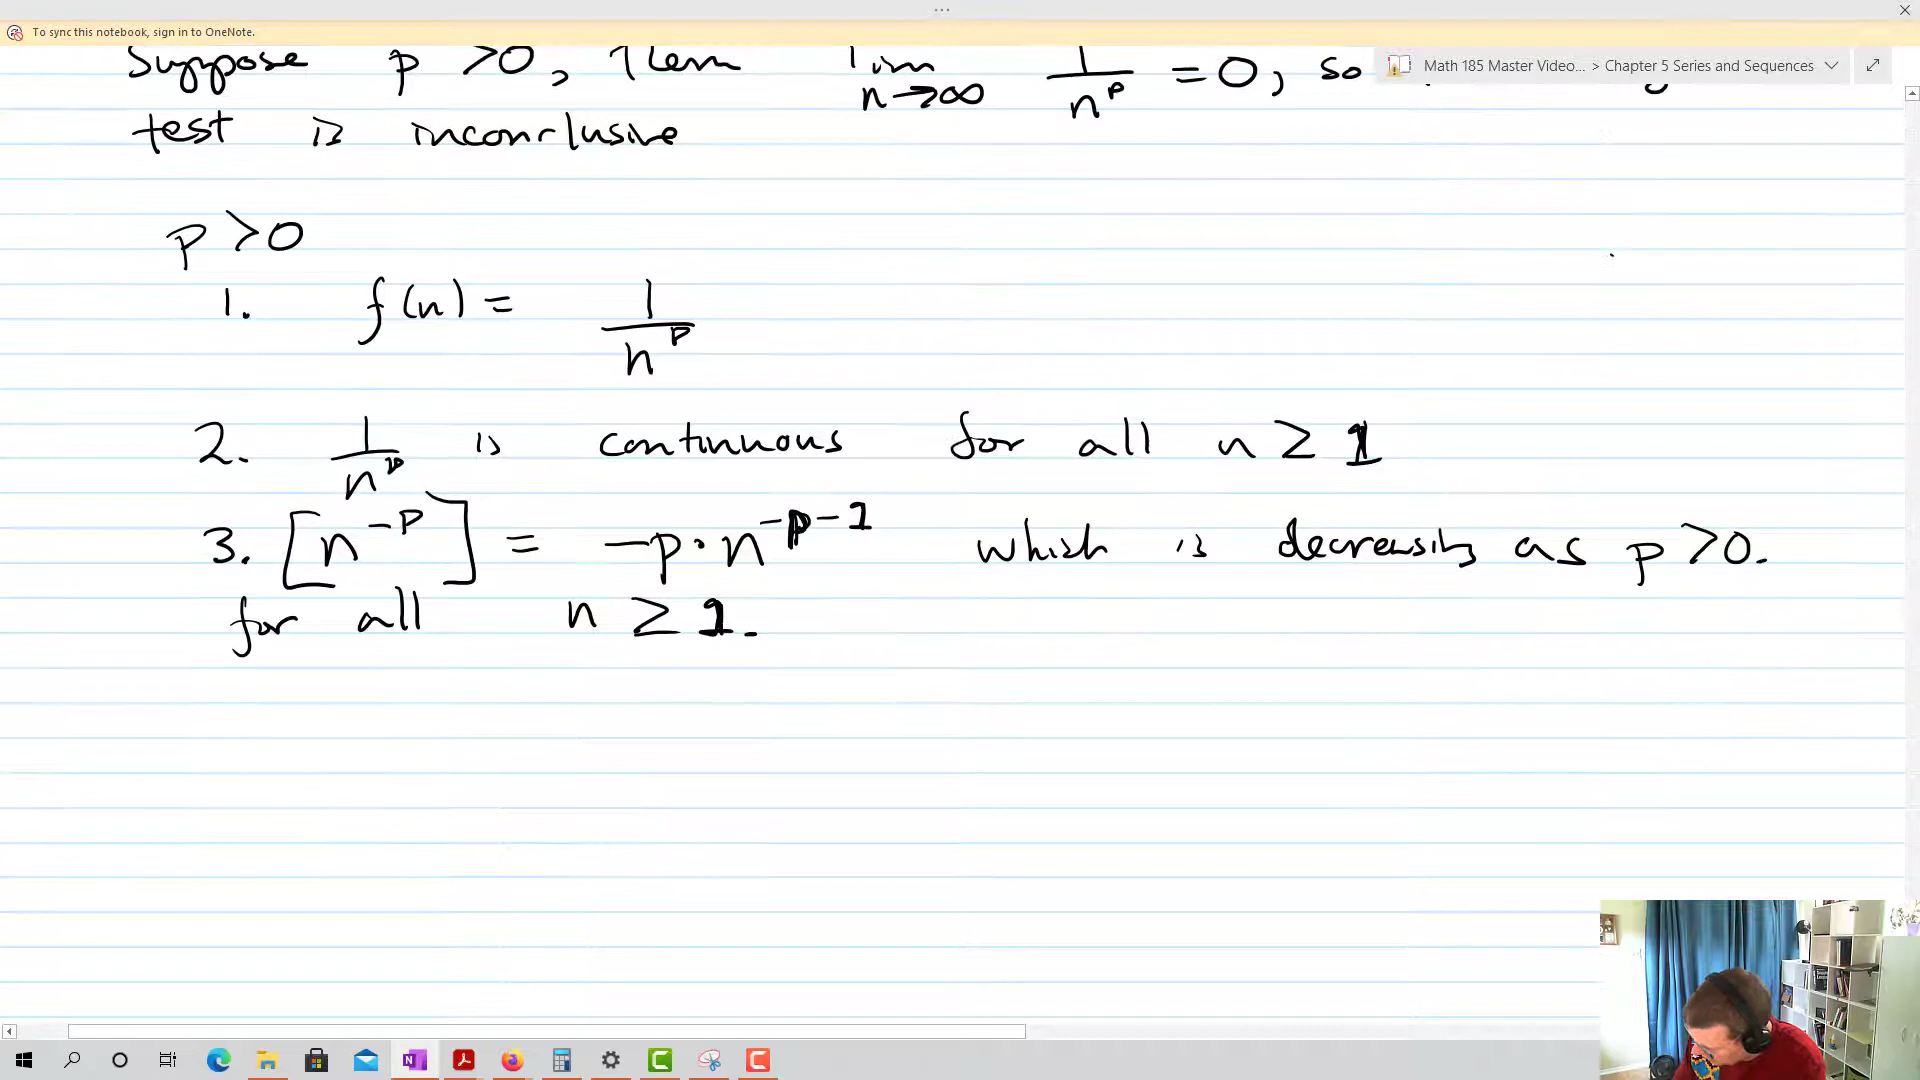 To sync this notebook, sign in to OneNote.
Math 185 Master Video... > Chapter 5 Series and Sequences
Suppose p > 0, Then lim n→∞ 1/n^p = 0, so
test is inconclusive
p > 0
1. f(n) = 1/n^p
2. 1/n^p is continuous for all n ≥ 1
3. [n^-p] = -p · n^-p-1 which is decreasing as p > 0.
for all n ≥ 1.